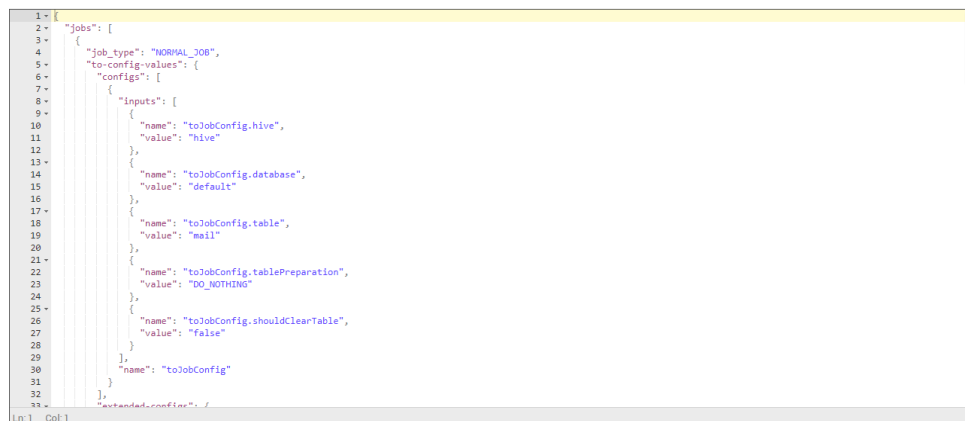 1 {
2 "jobs": [
3 {
4 "job_type": "NORMAL_JOB",
5 "to-config-values": {
6 "configs": [
7 {
8 "inputs": [
9 {
10 "name": "toJobConfig.hive",
11 "value": "hive"
12 },
13 {
14 "name": "toJobConfig.database",
15 "value": "default"
16 },
17 {
18 "name": "toJobConfig.table",
19 "value": "mail"
20 },
21 {
22 "name": "toJobConfig.tablePreparation",
23 "value": "DO_NOTHING"
24 },
25 {
26 "name": "toJobConfig.shouldClearTable",
27 "value": "false"
28 }
29 ],
30 "name": "toJobConfig"
31 }
32 ],
33 "extended-configs": {
Ln: 1 Col: 1